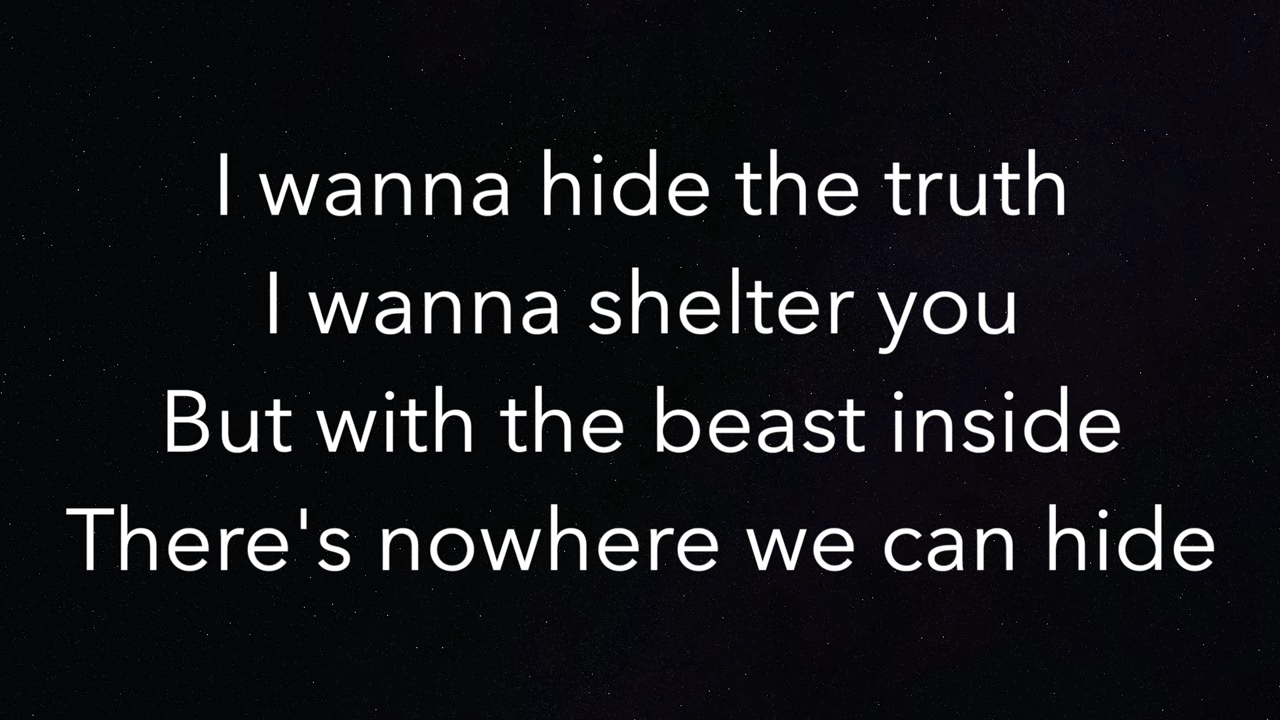 I wanna hide the truth
I wanna shelter you
But with the beast inside
There's nowhere we can hide